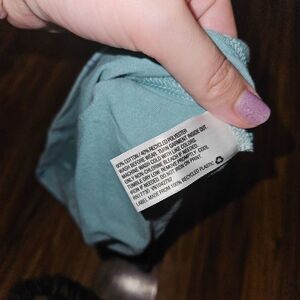 60% COTTON / 40% RECYCLED POLYESTER
WASH BEFORE WEAR. TURN GARMENT INSIDE OUT.
MACHINE WASH COLD WITH LIKE COLORS.
ONLY NON-CHLORINE BLEACH IF NEEDED.
TUMBLE DRY LOW. REMOVE PROMPTLY. COOL
IRON IF NEEDED. DO NOT IRON ON PRINT.
LABEL MADE FROM 100% RECYCLED PLASTIC